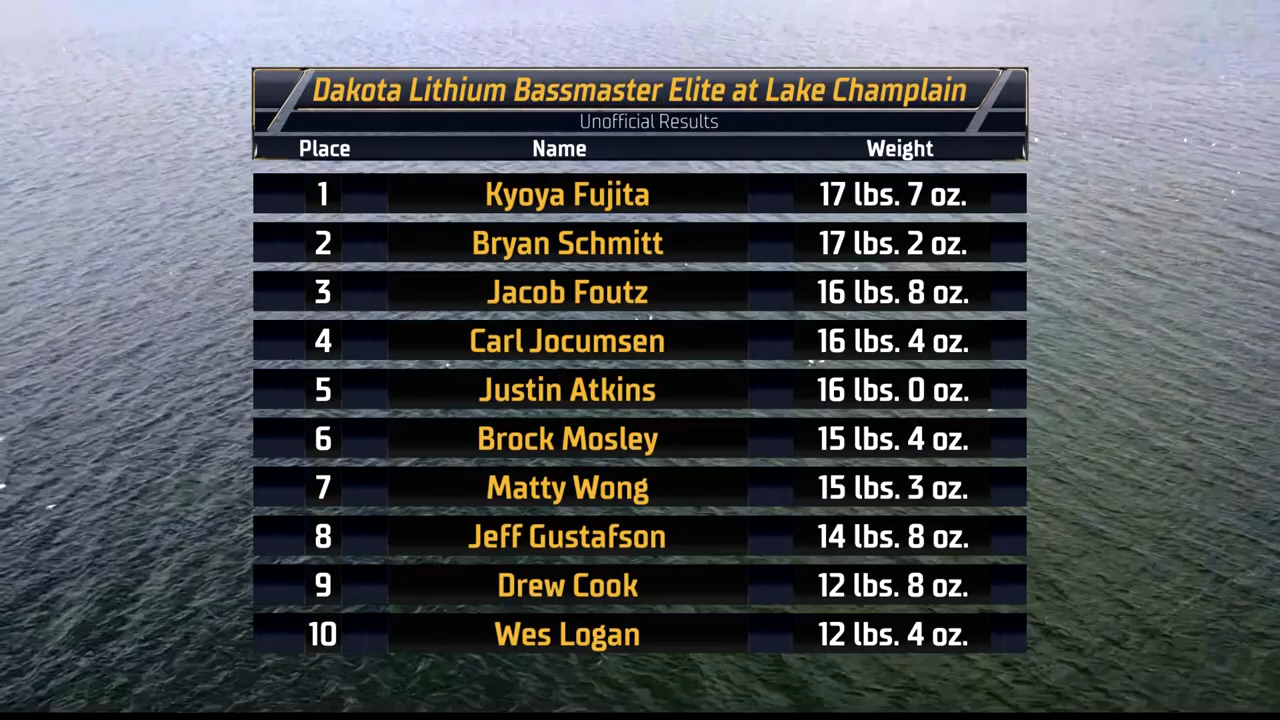 Dakota Lithium Bassmaster Elite at Lake Champlain
Unofficial Results
Place Name Weight
1 Kyoya Fujita 17 lbs. 7 oz.
2 Bryan Schmitt 17 lbs. 2 oz.
3 Jacob Foutz 16 lbs. 8 oz.
4 Carl Jocumsen 16 lbs. 4 oz.
5 Justin Atkins 16 lbs. 0 oz.
6 Brock Mosley 15 lbs. 4 oz.
7 Matty Wong 15 lbs. 3 oz.
8 Jeff Gustafson 14 lbs. 8 oz.
9 Drew Cook 12 lbs. 8 oz.
10 Wes Logan 12 lbs. 4 oz.